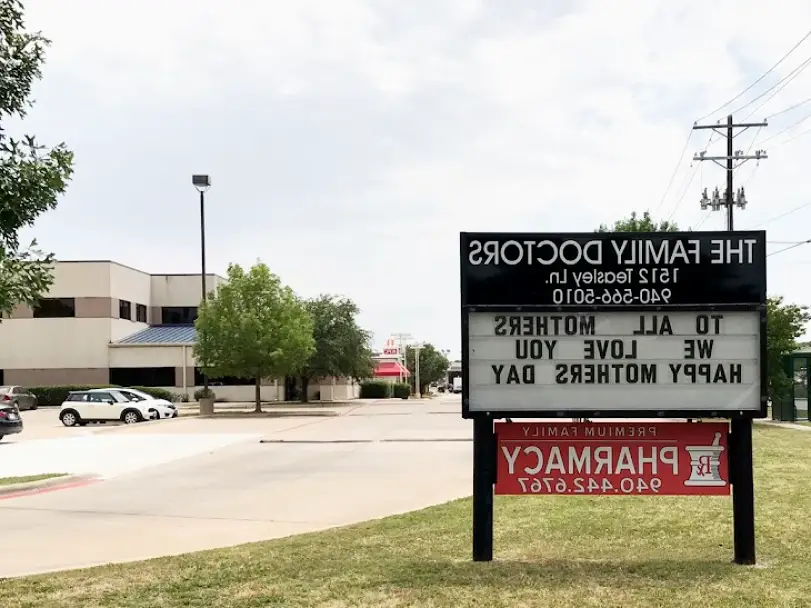 THE FAMILY DOCTORS
1512 Teasley Ln.
940-566-5010
TO ALL MOTHERS
WE LOVE YOU
HAPPY MOTHERS DAY
PREMIUM FAMILY
PHARMACY
Rx
940.442.6767